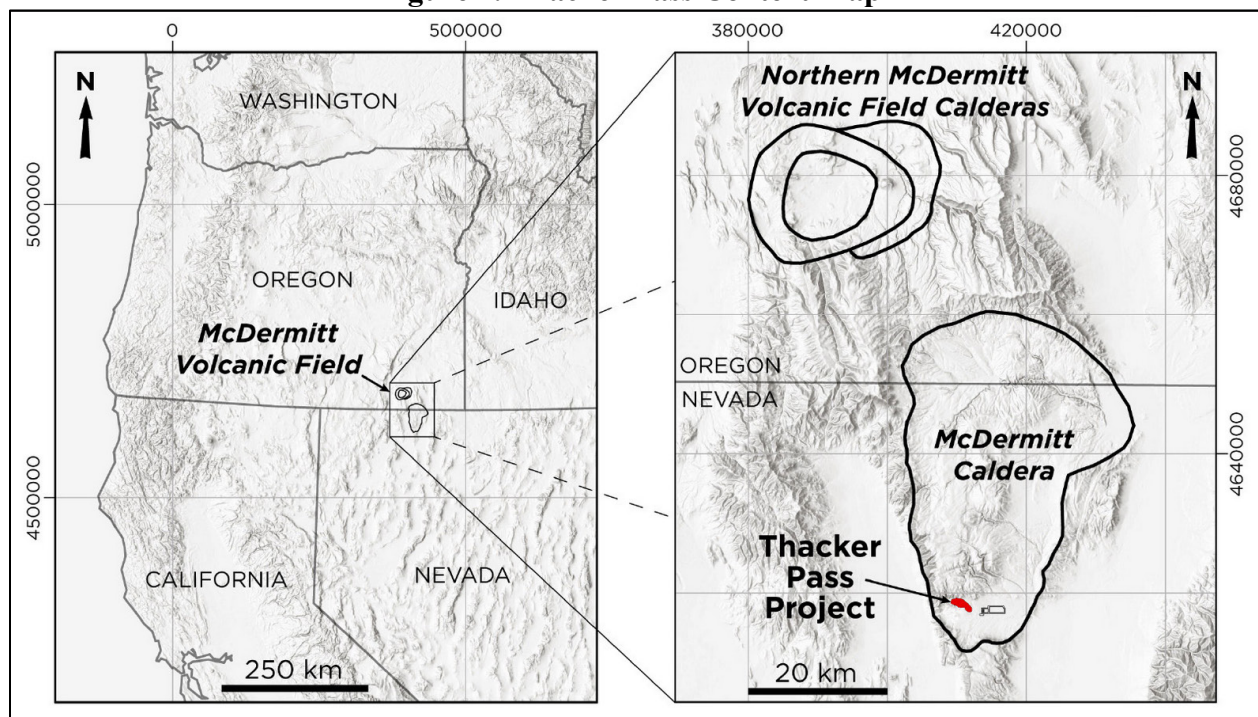 0
5000000
N
WASHINGTON
5000000
OREGON
IDAHO
McDermitt
Volcanic Field
4500000
CALIFORNIA
NEVADA
250 km
380000
420000
Northern McDermitt
Volcanic Field Calderas
N
4680000
OREGON
NEVADA
McDermitt
Caldera
4640000
Thacker
Pass
Project
20 km